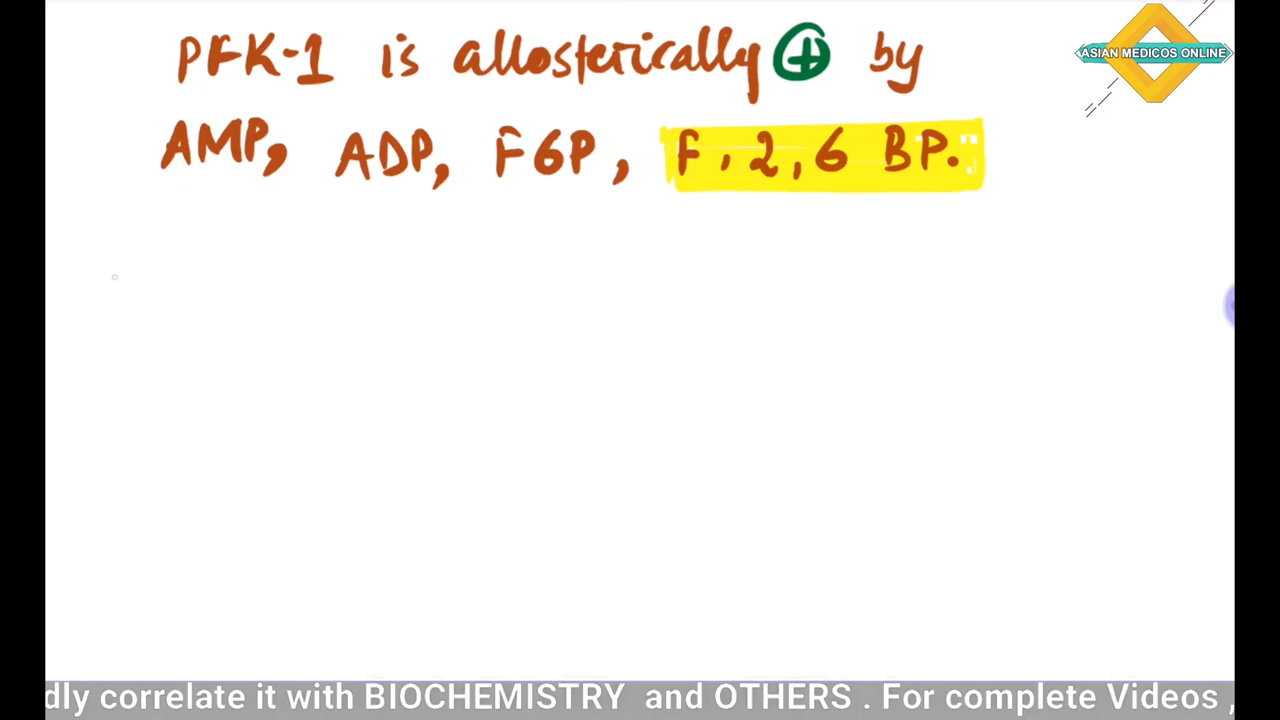 PFK-1 is allosterically ⊕ by
ASIAN MEDICOS ONLINE
AMP, ADP, F6P, F, 2, 6 BP.
dly correlate it with BIOCHEMISTRY and OTHERS . For complete Videos ,